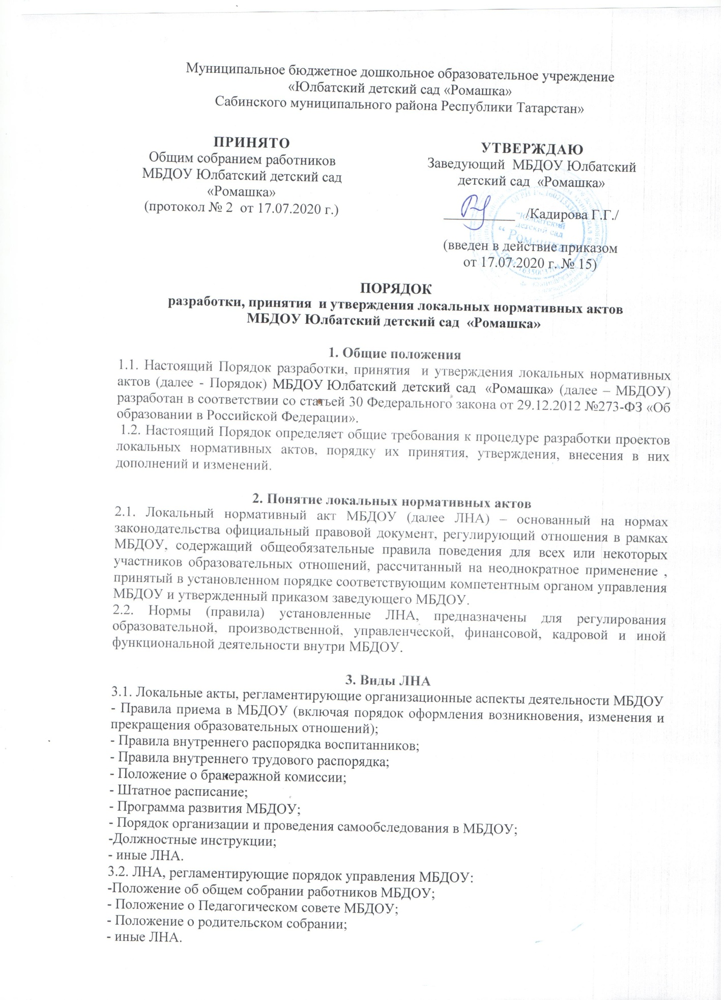 Муниципальное бюджетное дошкольное образовательное учреждение
«Юлбатский детский сад «Ромашка»
Сабинского муниципального района Республики Татарстан»
ПРИНЯТО
Общим собранием работников
МБДОУ Юлбатский детский сад
«Ромашка»
(протокол № 2 от 17.07.2020 г.)
УТВЕРЖДАЮ
Заведующий МБДОУ Юлбатский
детский сад «Ромашка»
__________ /Кадирова Г.Г./
(введен в действие приказом
от 17.07.2020 г. № 15)
"Юлбатский
детский сад
"Ромашка"
ПОРЯДОК
разработки, принятия и утверждения локальных нормативных актов
МБДОУ Юлбатский детский сад «Ромашка»
1. Общие положения
1.1. Настоящий Порядок разработки, принятия и утверждения локальных нормативных
актов (далее - Порядок) МБДОУ Юлбатский детский сад «Ромашка» (далее – МБДОУ)
разработан в соответствии со статьей 30 Федерального закона от 29.12.2012 №273-ФЗ «Об
образовании в Российской Федерации».
1.2. Настоящий Порядок определяет общие требования к процедуре разработки проектов
локальных нормативных актов, порядку их принятия, утверждения, внесения в них
дополнений и изменений.
2. Понятие локальных нормативных актов
2.1. Локальный нормативный акт МБДОУ (далее ЛНА) – основанный на нормах
законодательства официальный правовой документ, регулирующий отношения в рамках
МБДОУ, содержащий общеобязательные правила поведения для всех или некоторых
участников образовательных отношений, рассчитанный на неоднократное применение ,
принятый в установленном порядке соответствующим компетентным органом управления
МБДОУ и утвержденный приказом заведующего МБДОУ.
2.2. Нормы (правила) установленные ЛНА, предназначены для регулирования
образовательной, производственной, управленческой, финансовой, кадровой и иной
функциональной деятельности внутри МБДОУ.
3. Виды ЛНА
3.1. Локальные акты, регламентирующие организационные аспекты деятельности МБДОУ
- Правила приема в МБДОУ (включая порядок оформления возникновения, изменения и
прекращения образовательных отношений);
- Правила внутреннего распорядка воспитанников;
- Правила внутреннего трудового распорядка;
- Положение о бракеражной комиссии;
- Штатное расписание;
- Программа развития МБДОУ;
- Порядок организации и проведения самообследования в МБДОУ;
-Должностные инструкции;
- иные ЛНА.
3.2. ЛНА, регламентирующие порядок управления МБДОУ:
-Положение об общем собрании работников МБДОУ;
- Положение о Педагогическом совете МБДОУ;
- Положение о родительском собрании;
- иные ЛНА.